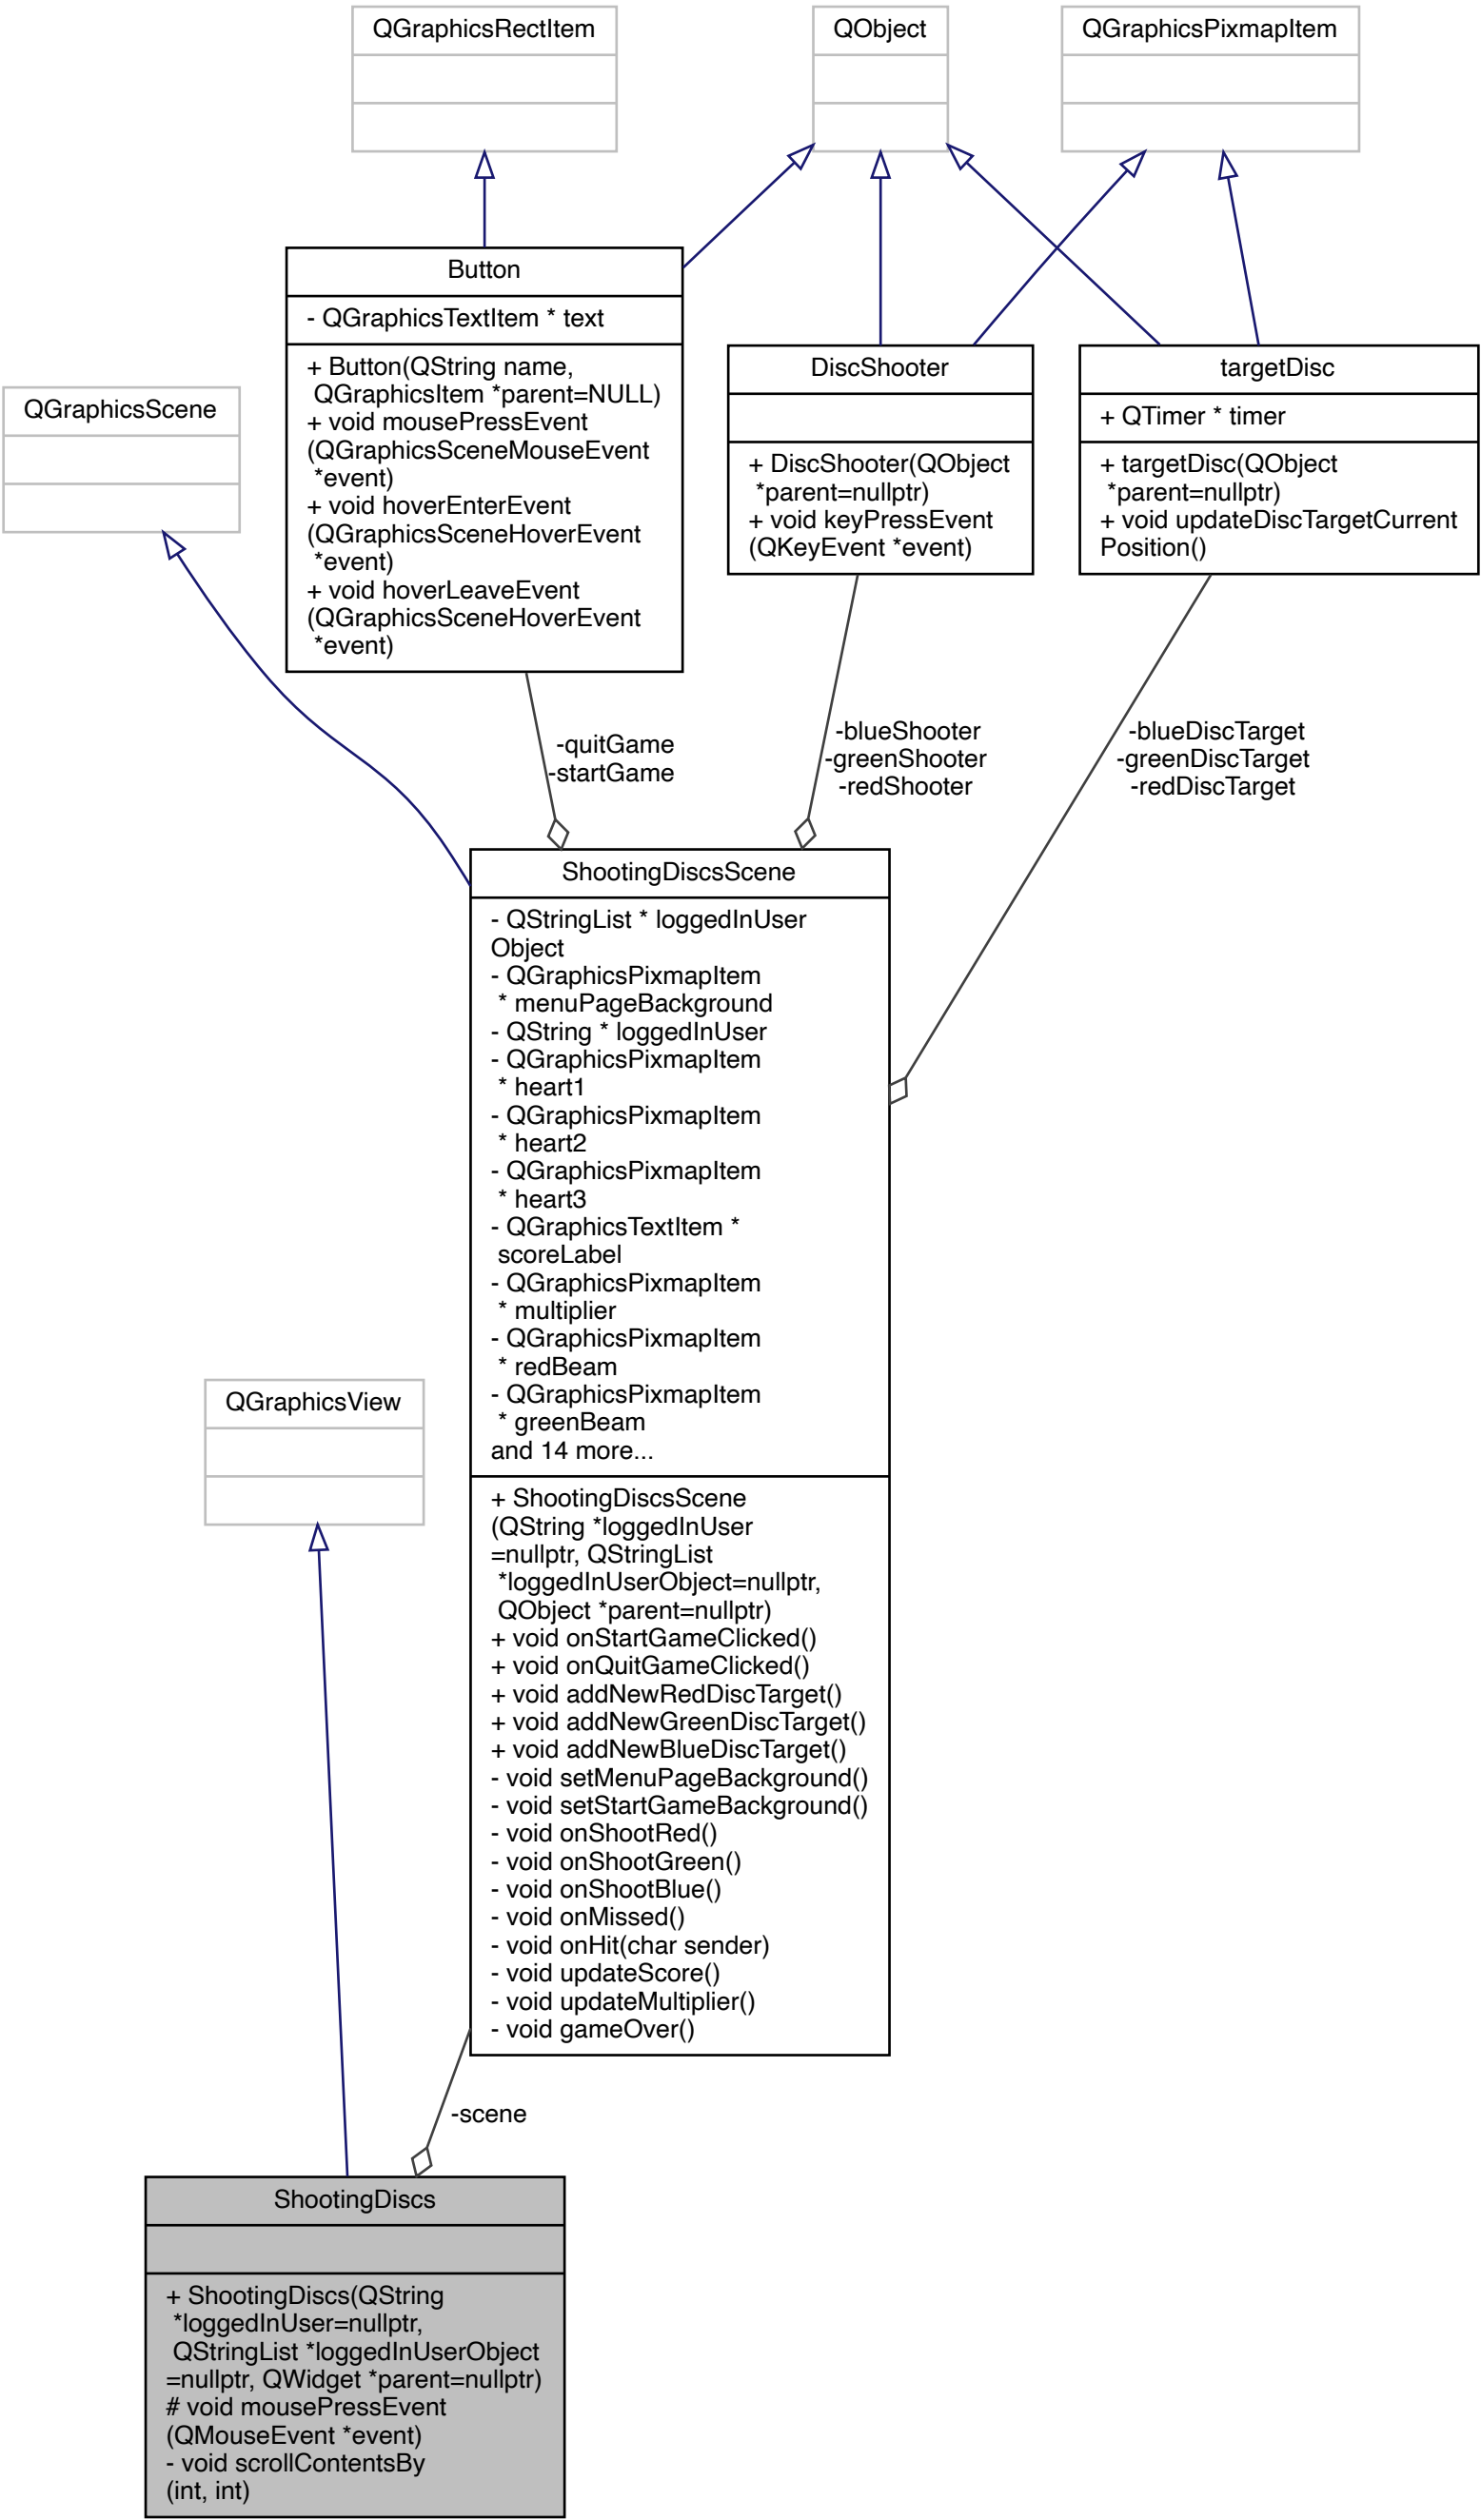 QGraphicsRectItem
QObject
QGraphicsPixmapItem
Button
- QGraphicsTextItem * text
+ Button(QString name,
QGraphicsItem *parent=NULL)
+ void mousePressEvent
(QGraphicsSceneMouseEvent
*event)
+ void hoverEnterEvent
(QGraphicsSceneHoverEvent
*event)
+ void hoverLeaveEvent
(QGraphicsSceneHoverEvent
*event)
DiscShooter
+ DiscShooter(QObject
*parent=nullptr)
+ void keyPressEvent
(QKeyEvent *event)
targetDisc
+ QTimer * timer
+ targetDisc(QObject
*parent=nullptr)
+ void updateDiscTargetCurrent
Position()
QGraphicsScene
-quitGame
-startGame
-blueShooter
-greenShooter
-redShooter
-blueDiscTarget
-greenDiscTarget
-redDiscTarget
ShootingDiscsScene
- QStringList * loggedInUser
Object
- QGraphicsPixmapItem
* menuPageBackground
- QString * loggedInUser
- QGraphicsPixmapItem
* heart1
- QGraphicsPixmapItem
* heart2
- QGraphicsPixmapItem
* heart3
- QGraphicsTextItem *
scoreLabel
- QGraphicsPixmapItem
* multiplier
- QGraphicsPixmapItem
* redBeam
- QGraphicsPixmapItem
* greenBeam
and 14 more...
+ ShootingDiscsScene
(QString *loggedInUser
=nullptr, QStringList
*loggedInUserObject=nullptr,
QObject *parent=nullptr)
+ void onStartGameClicked()
+ void onQuitGameClicked()
+ void addNewRedDiscTarget()
+ void addNewGreenDiscTarget()
+ void addNewBlueDiscTarget()
- void setMenuPageBackground()
- void setStartGameBackground()
- void onShootRed()
- void onShootGreen()
- void onShootBlue()
- void onMissed()
- void onHit(char sender)
- void updateScore()
- void updateMultiplier()
- void gameOver()
QGraphicsView
-scene
ShootingDiscs
+ ShootingDiscs(QString
*loggedInUser=nullptr,
QStringList *loggedInUserObject
=nullptr, QWidget *parent=nullptr)
# void mousePressEvent
(QMouseEvent *event)
- void scrollContentsBy
(int, int)